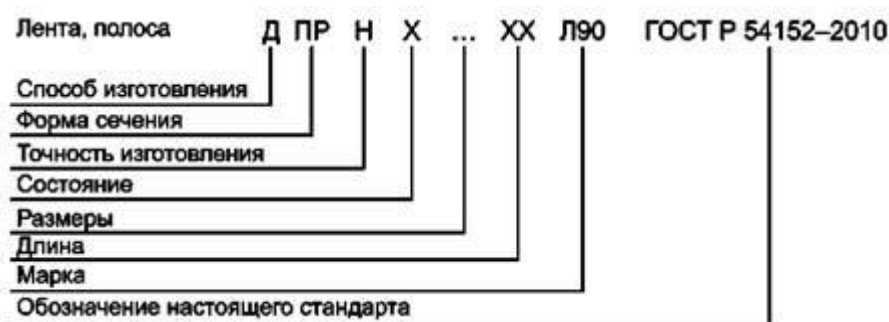 Лента, полоса Д ПР Н Х ... ХХ Л90 ГОСТ Р 54152–2010
Способ изготовления
Форма сечения
Точность изготовления
Состояние
Размеры
Длина
Марка
Обозначение настоящего стандарта